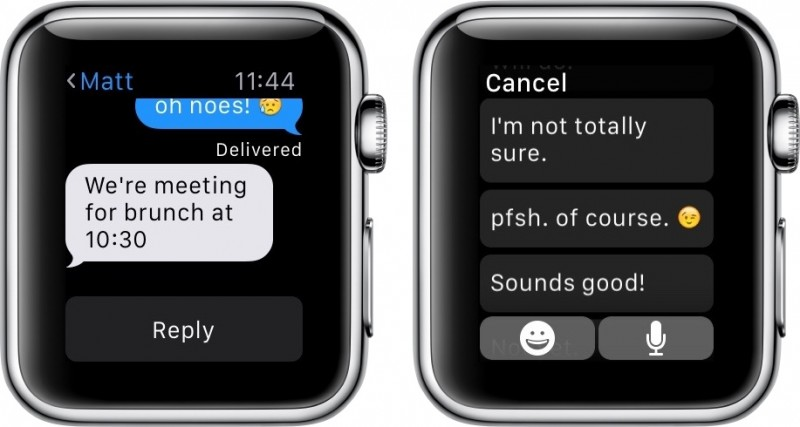 <Matt 11:44
oh noes! 😥
Delivered
We're meeting
for brunch at
10:30
Reply
Cancel
I'm not totally
sure.
pfsh. of course. 😉
Sounds good!